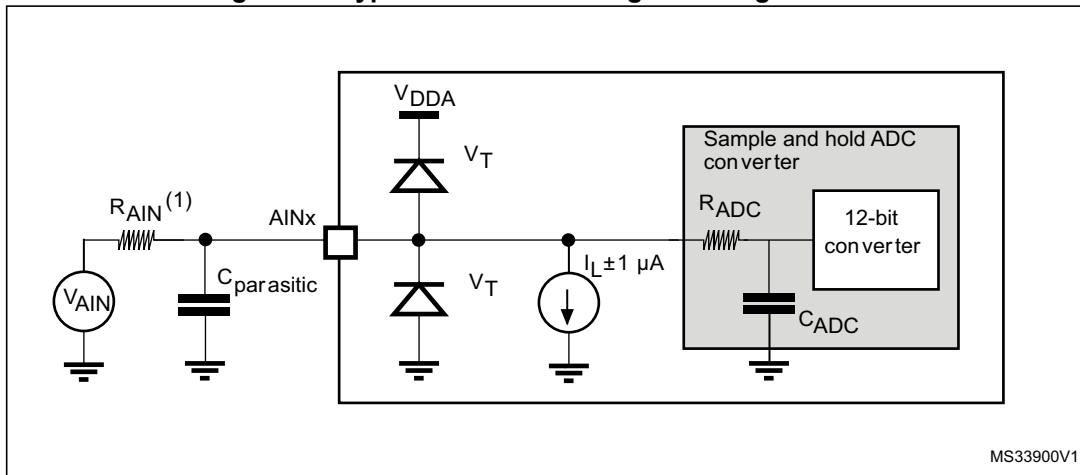 V_DDA
Sample and hold ADC
converter
V_T
R_AIN^(1)
AINx
R_ADC
12-bit
converter
I_L±1 µA
V_AIN
C_parasitic
V_T
C_ADC
MS33900V1